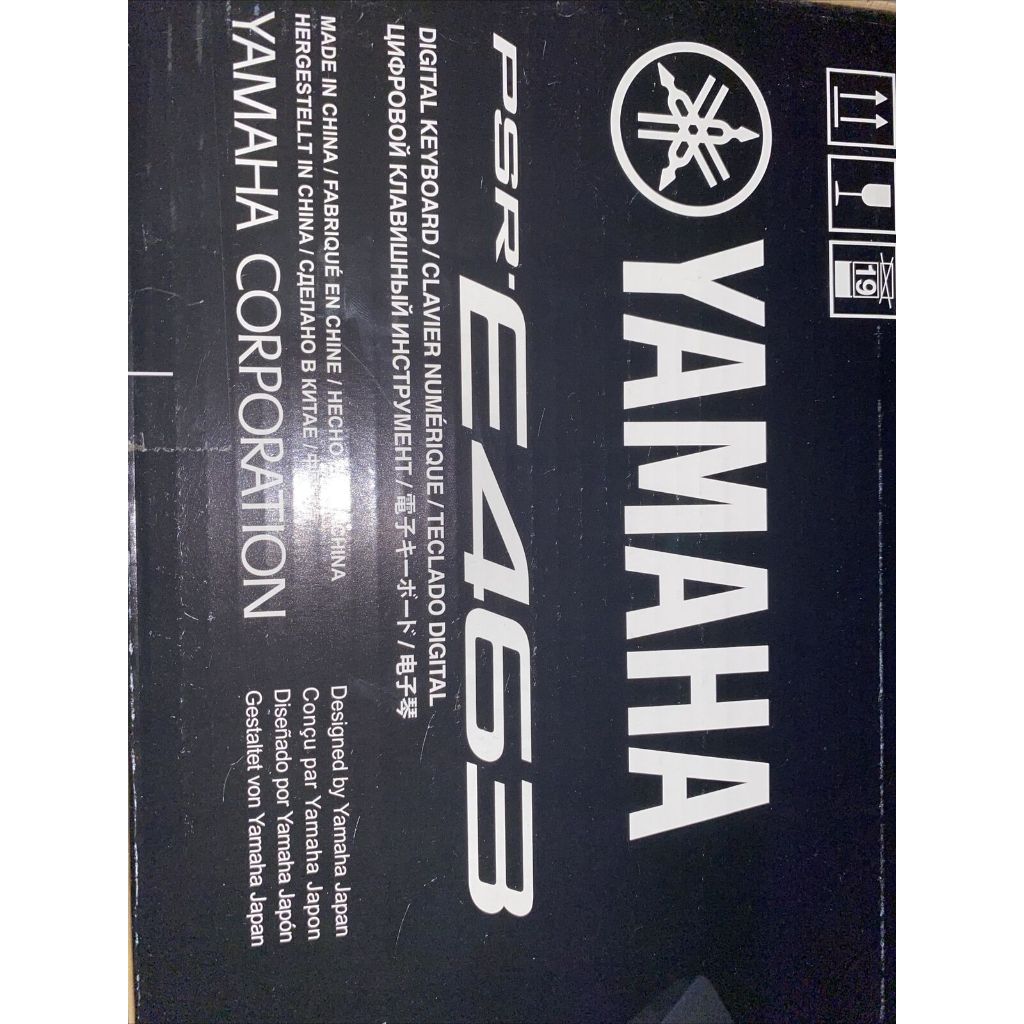 19
YAMAHA
PSR-E463
DIGITAL KEYBOARD / CLAVIER NUMÉRIQUE / TECLADO DIGITAL
ЦИФРОВОЙ КЛАВИШНЫЙ ИНСТРУМЕНТ / 電子キーボード / 电子琴
MADE IN CHINA / FABRIQUÉ EN CHINE / HECHO CHINA
HERGESTELLT IN CHINA / СДЕЛАНО В КИТАЕ /
YAMAHA CORPORATION
Designed by Yamaha Japan
Conçu par Yamaha Japon
Diseñado por Yamaha Japón
Gestaltet von Yamaha Japan